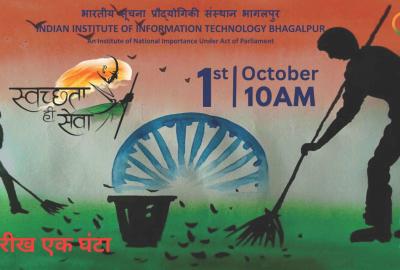 भारतीय सूचना प्रौद्योगिकी संस्थान भागलपुर
INDIAN INSTITUTE OF INFORMATION TECHNOLOGY BHAGALPUR
An Institute of National Importance Under Act of Parliament
1st | October
10AM
स्वच्छता
ही सेवा
रीख एक घंटा